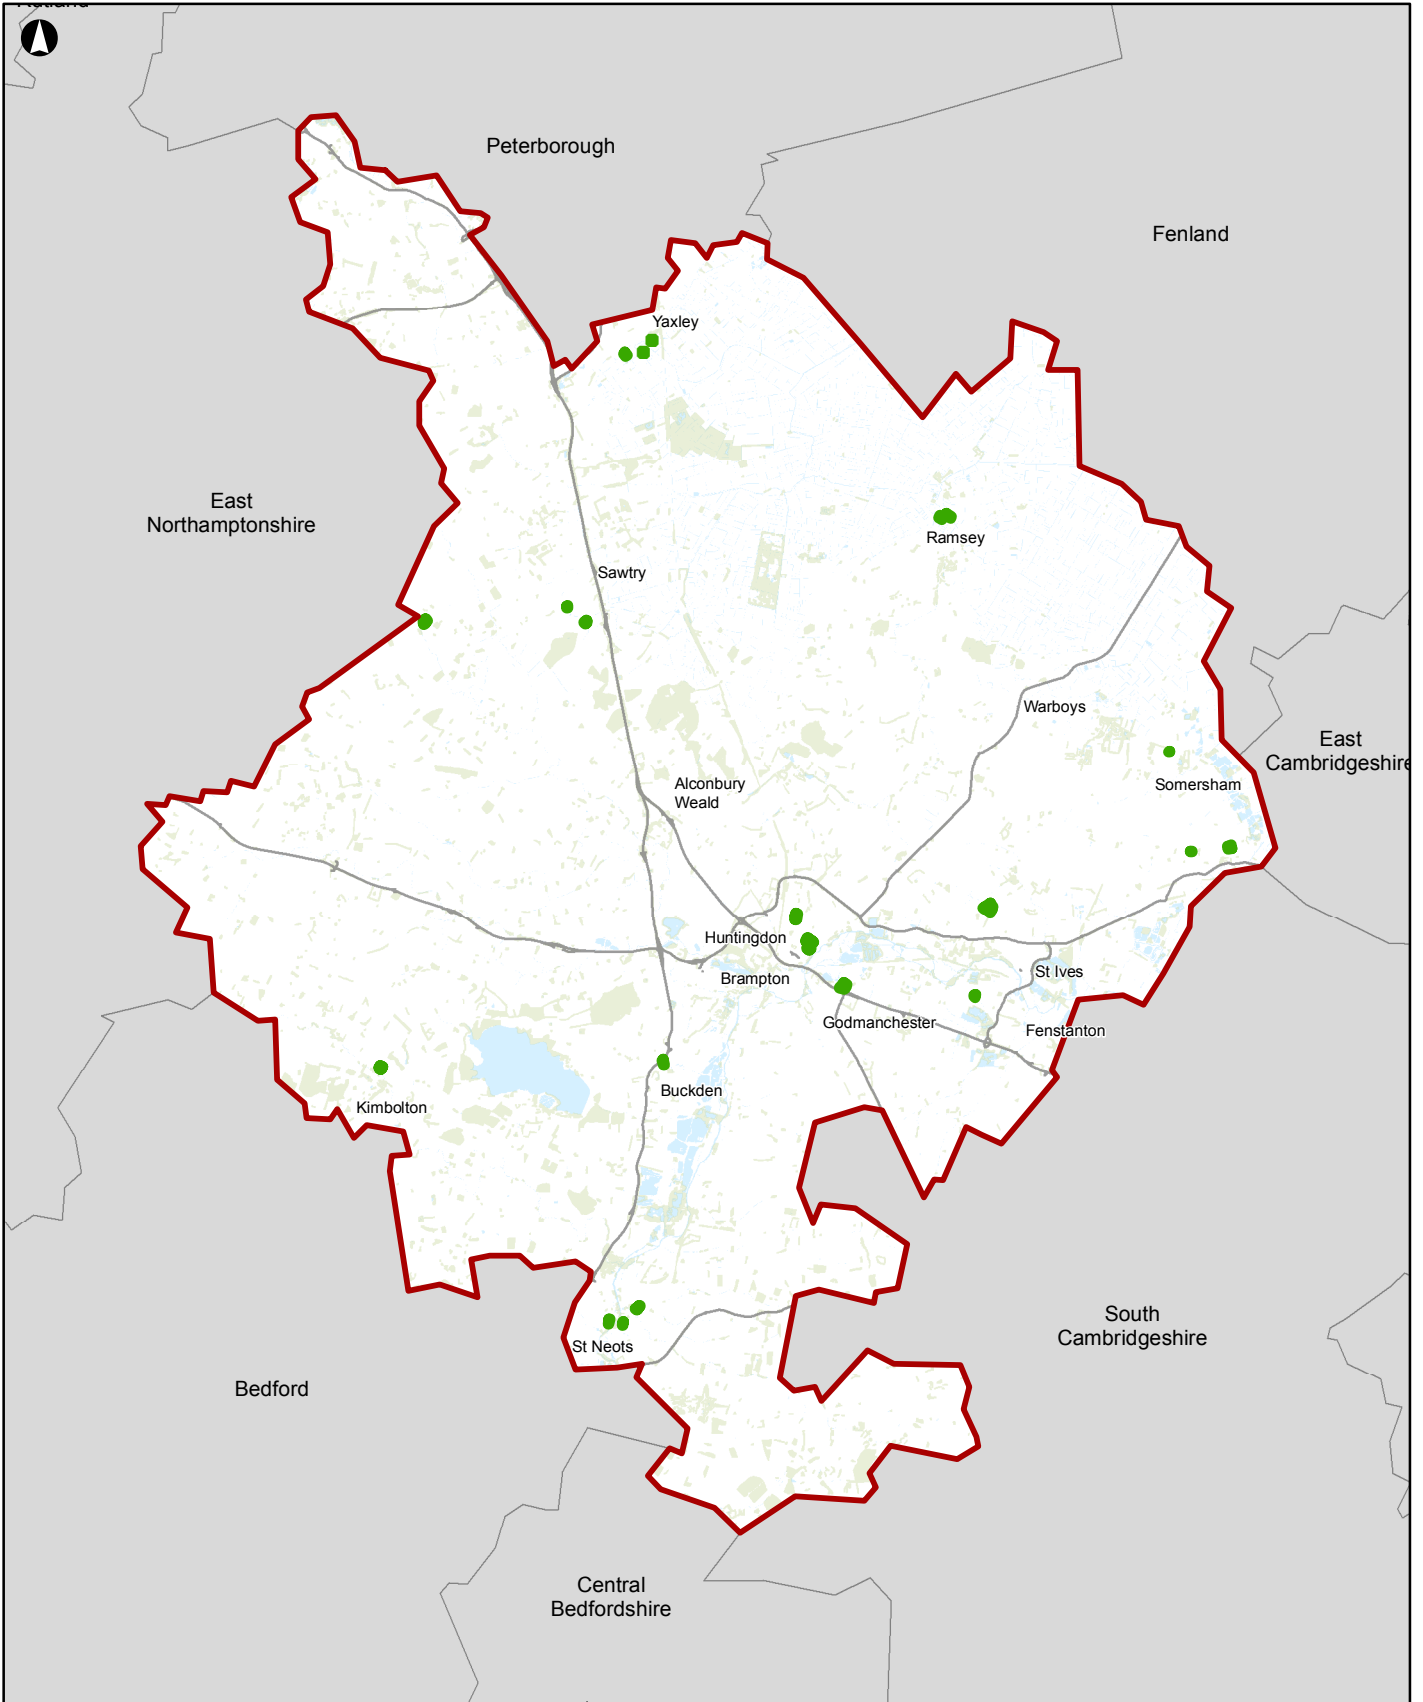 Peterborough
Fenland
Yaxley
East
Northamptonshire
Ramsey
Sawtry
Warboys
East
Cambridgeshire
Alconbury
Weald
Somersham
Huntingdon
St Ives
Brampton
Godmanchester
Fenstanton
Buckden
Kimbolton
South
Cambridgeshire
St Neots
Bedford
Central
Bedfordshire